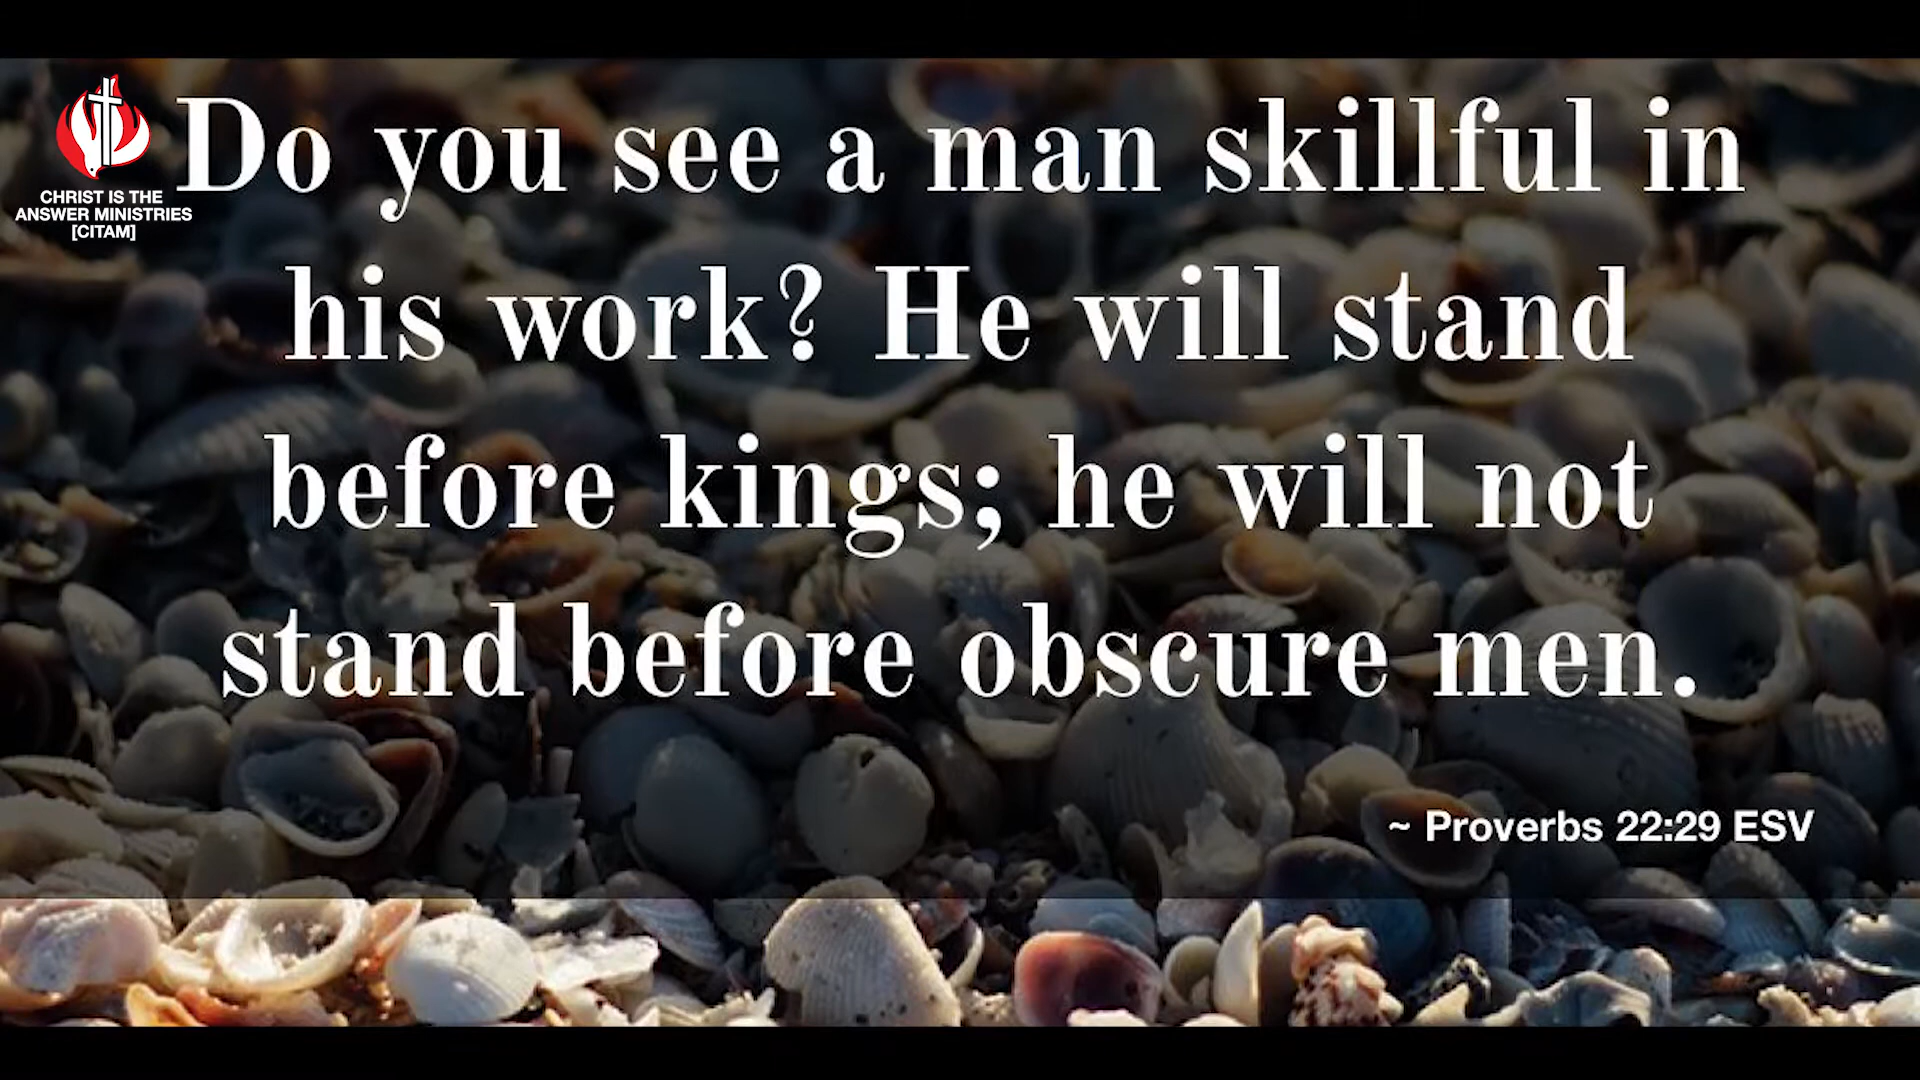 CHRIST IS THE
ANSWER MINISTRIES
[CITAM]
Do you see a man skillful in
his work? He will stand
before kings; he will not
stand before obscure men.
~ Proverbs 22:29 ESV